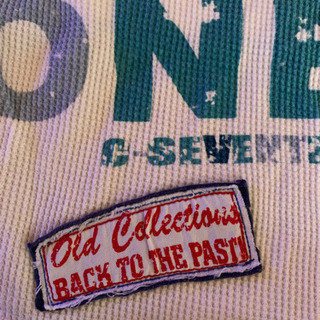 ONE
C-SEVENT
Old Collections
BACK TO THE PAST!